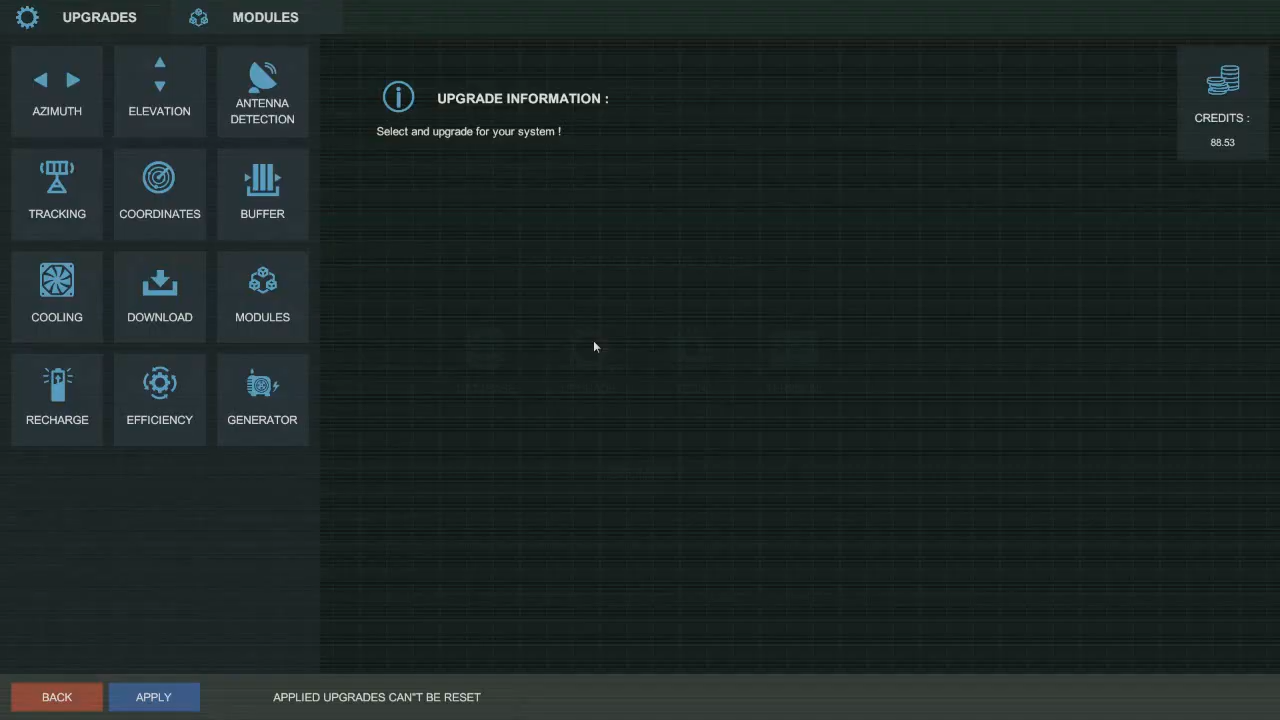 UPGRADES
MODULES
AZIMUTH
ELEVATION
ANTENNA
DETECTION
TRACKING
COORDINATES
BUFFER
COOLING
DOWNLOAD
MODULES
RECHARGE
EFFICIENCY
GENERATOR
UPGRADE INFORMATION :
Select and upgrade for your system !
CREDITS :
88.53
BACK
APPLY
APPLIED UPGRADES CAN"T BE RESET